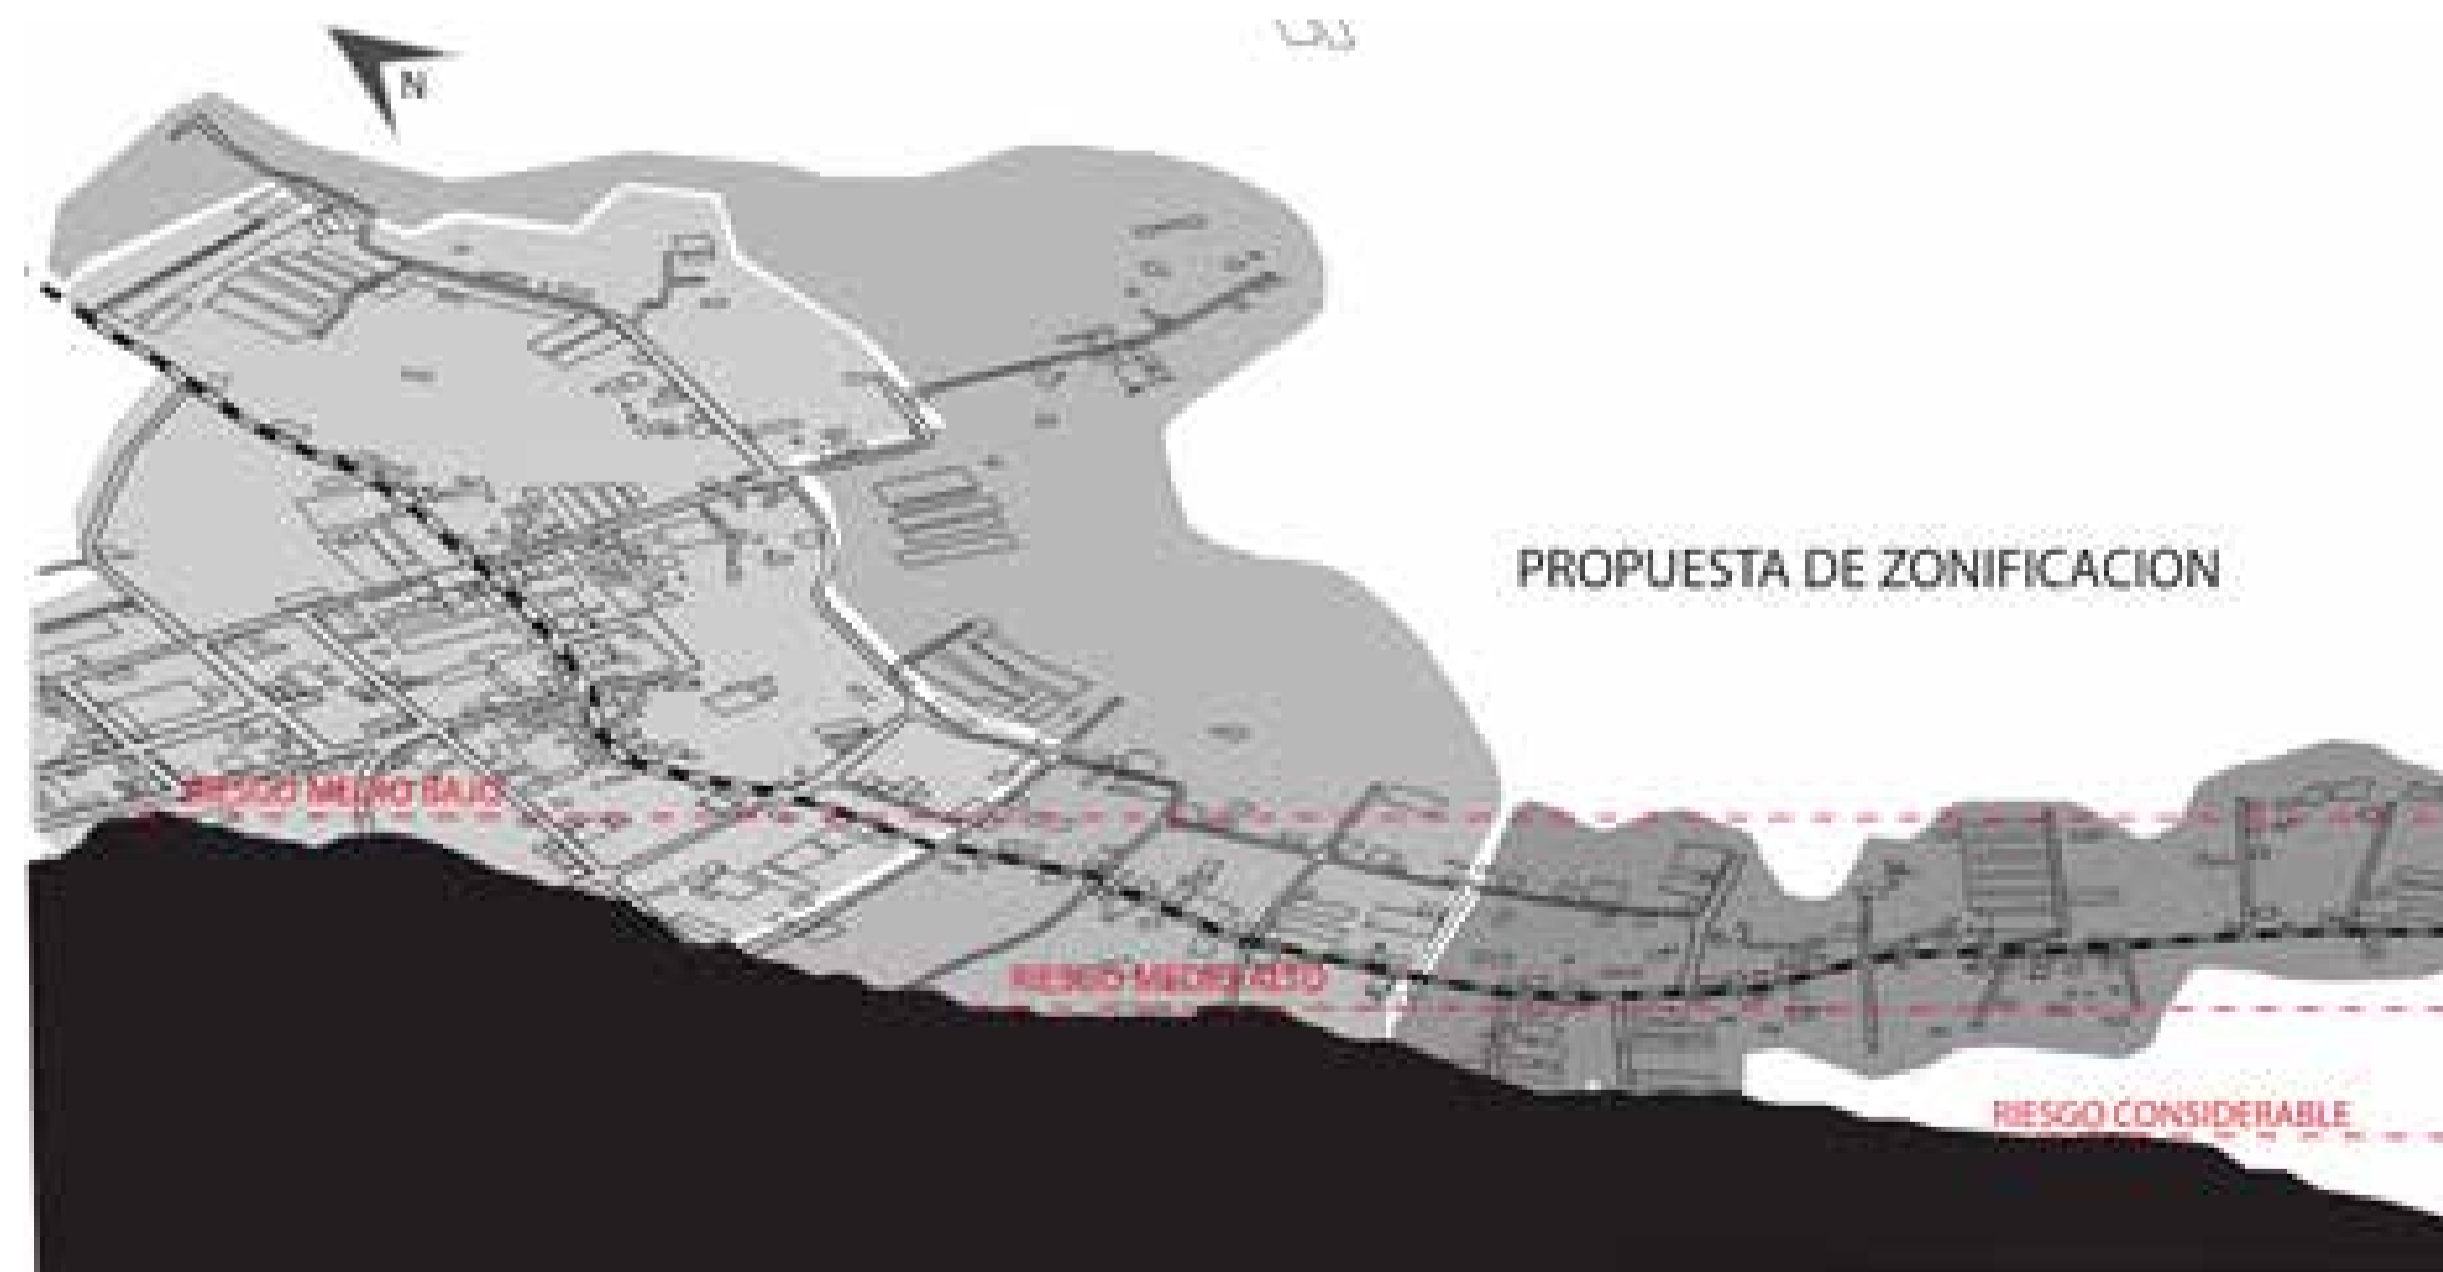 N
PROPUESTA DE ZONIFICACION
RIESGO MEDIO BAJO
RIESGO MEDIO ALTO
RIESGO CONSIDERABLE